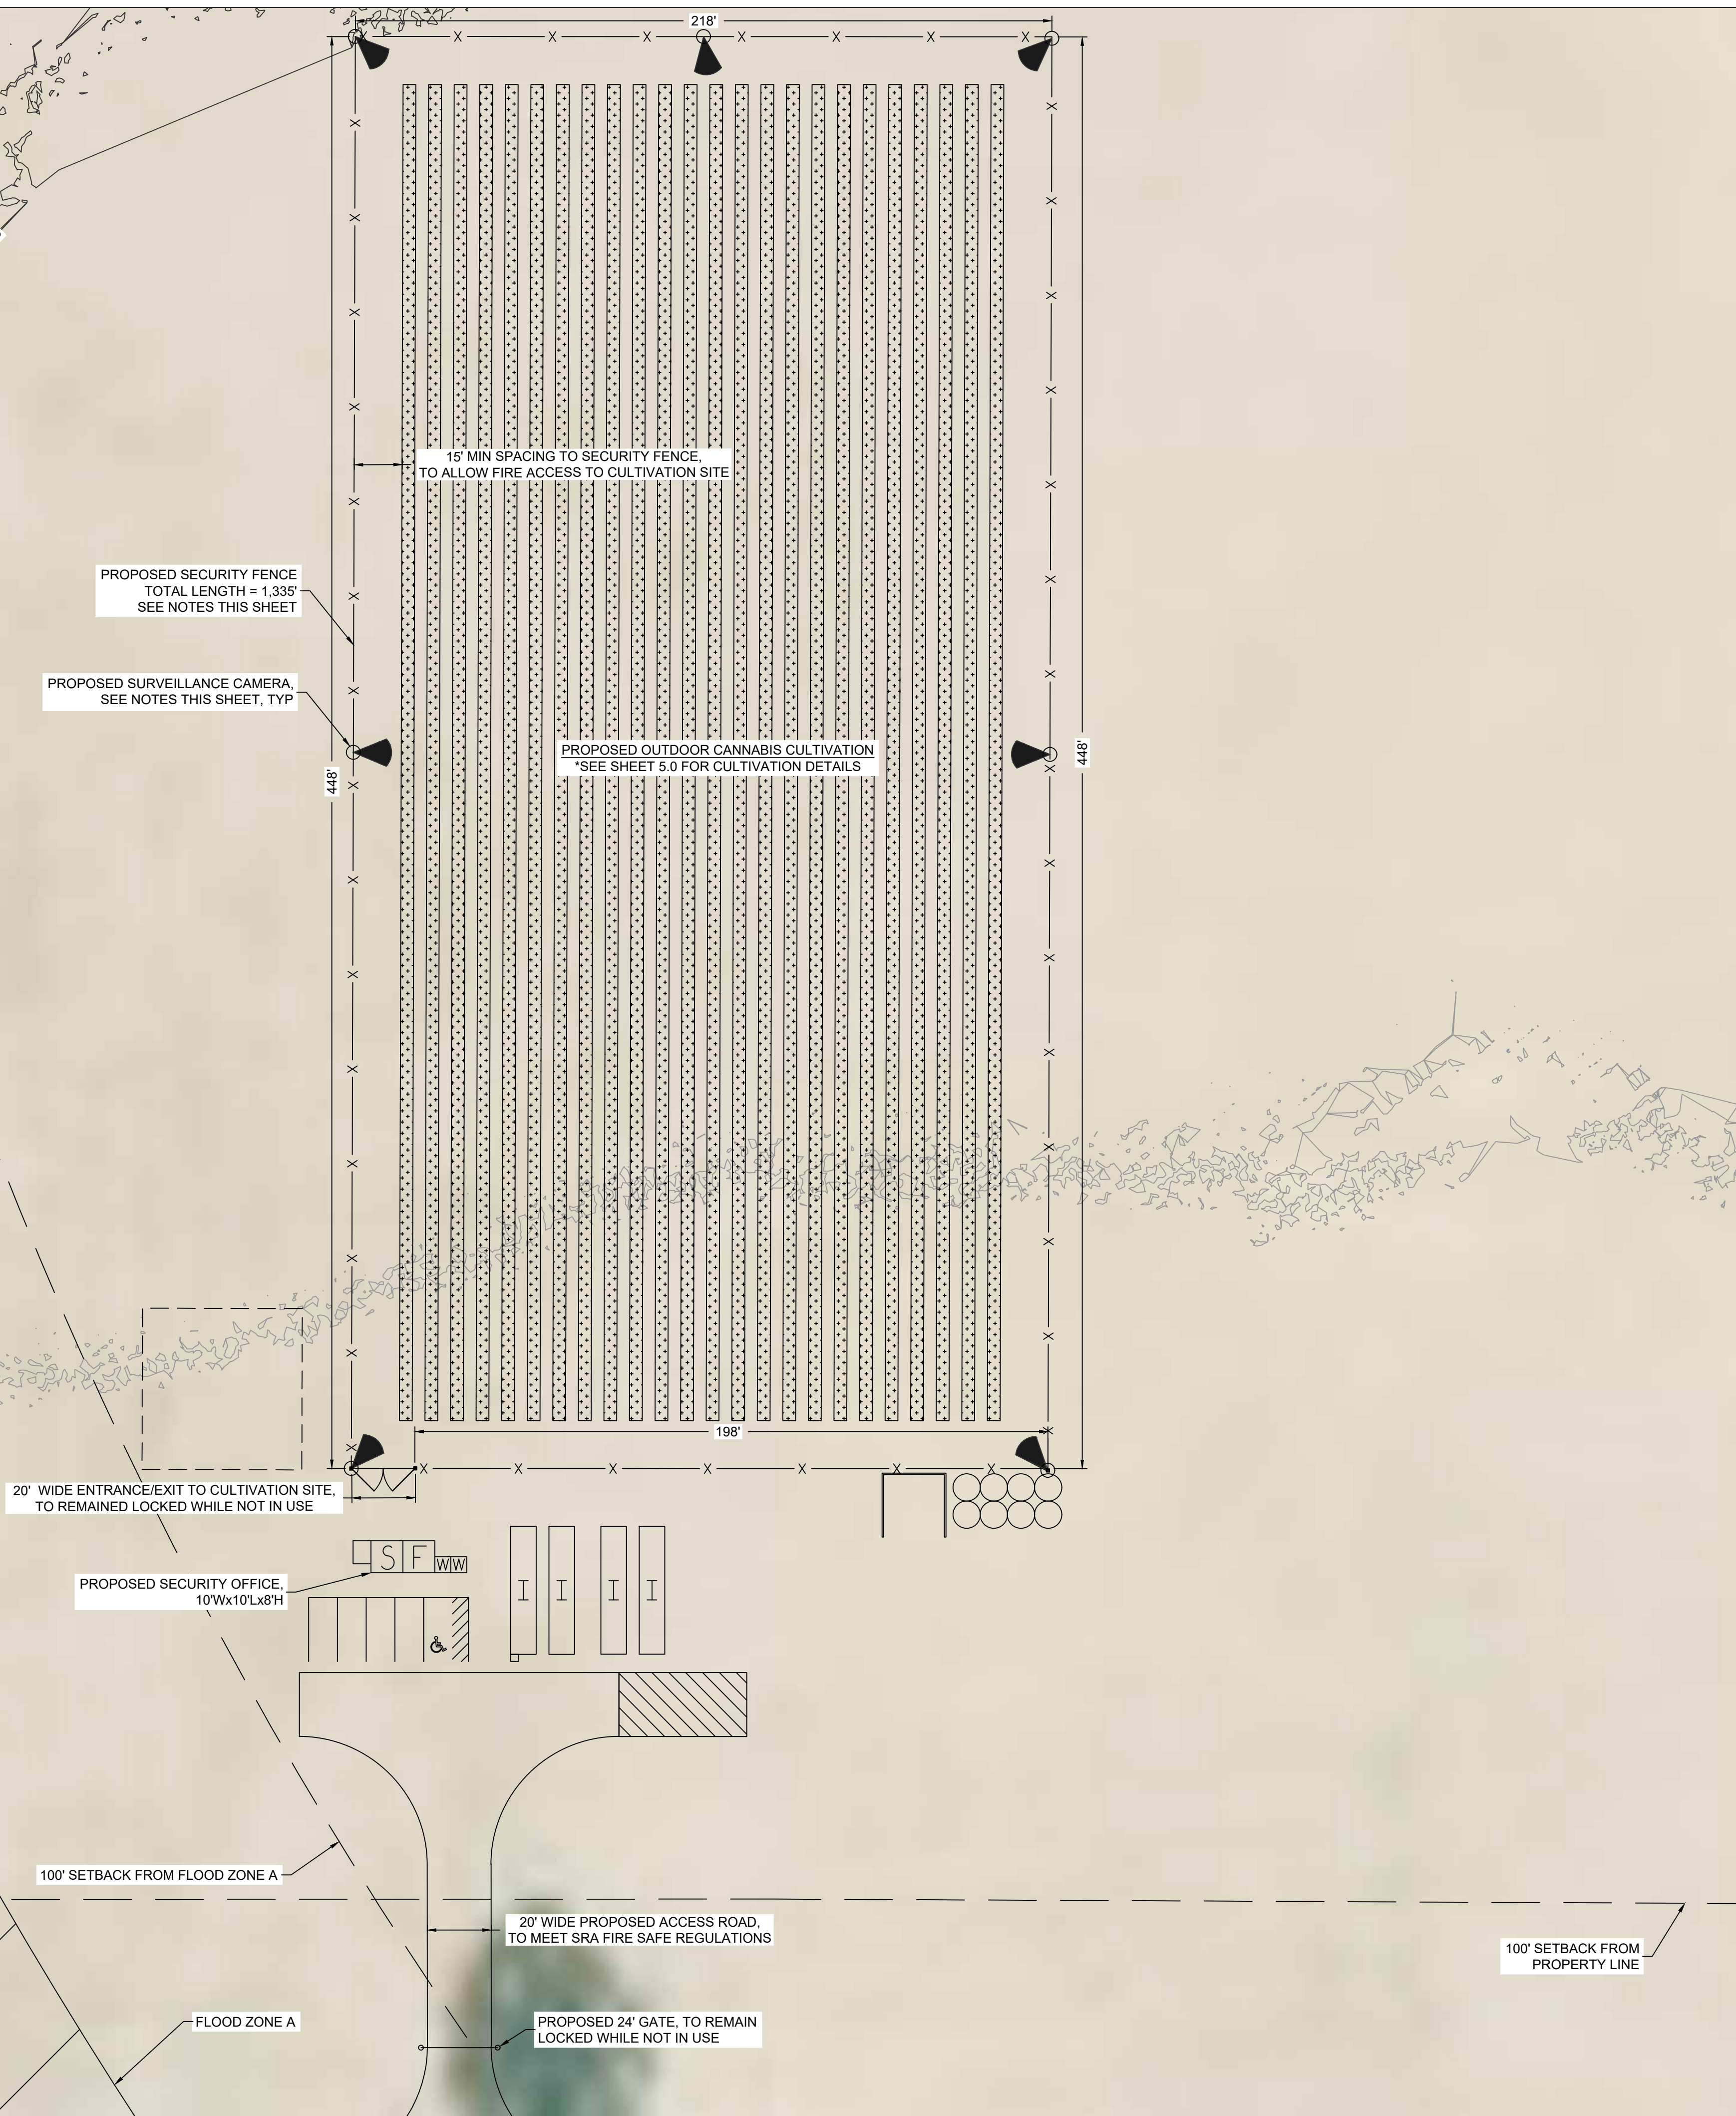 218'
15' MIN SPACING TO SECURITY FENCE,
TO ALLOW FIRE ACCESS TO CULTIVATION SITE
PROPOSED SECURITY FENCE
TOTAL LENGTH = 1,335'
SEE NOTES THIS SHEET
PROPOSED SURVEILLANCE CAMERA,
SEE NOTES THIS SHEET, TYP
448'
PROPOSED OUTDOOR CANNABIS CULTIVATION
*SEE SHEET 5.0 FOR CULTIVATION DETAILS
448'
198'
20' WIDE ENTRANCE/EXIT TO CULTIVATION SITE,
TO REMAINED LOCKED WHILE NOT IN USE
S F WW
PROPOSED SECURITY OFFICE,
10'Wx10'Lx8'H
I I I I
100' SETBACK FROM FLOOD ZONE A
20' WIDE PROPOSED ACCESS ROAD,
TO MEET SRA FIRE SAFE REGULATIONS
100' SETBACK FROM
PROPERTY LINE
FLOOD ZONE A
PROPOSED 24' GATE, TO REMAIN
LOCKED WHILE NOT IN USE